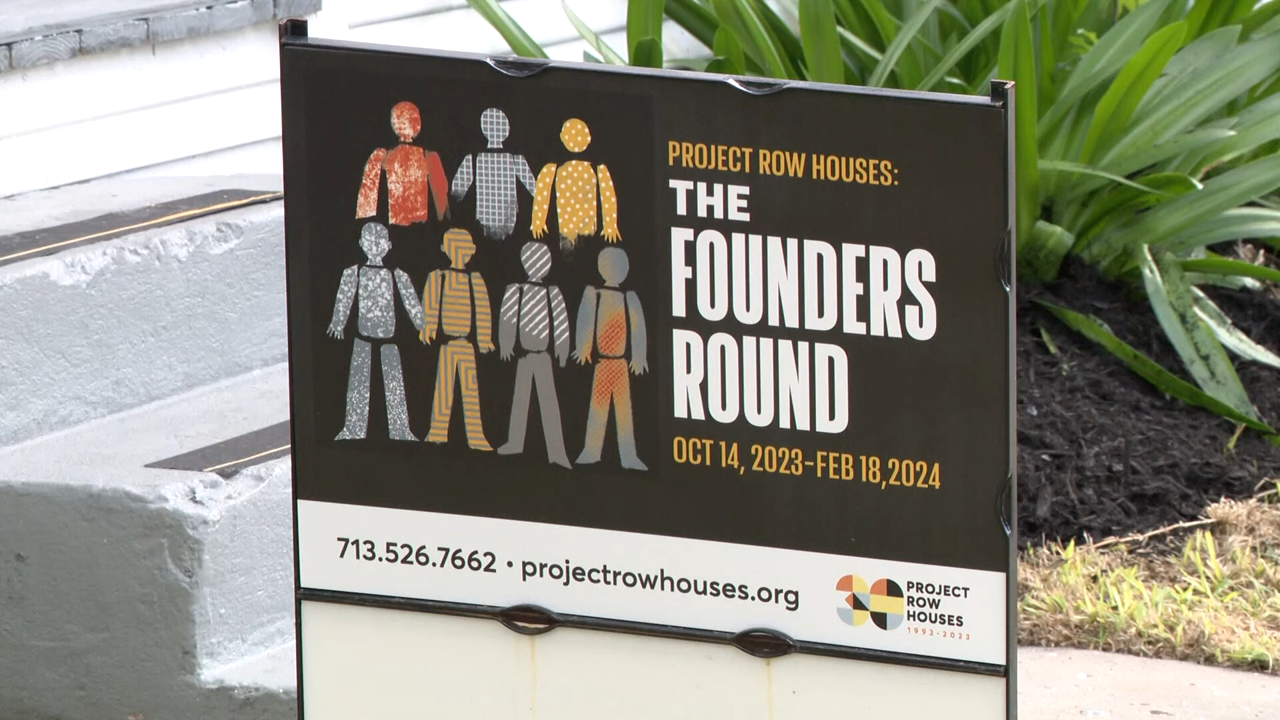 PROJECT ROW HOUSES:
THE
FOUNDERS
ROUND
OCT 14, 2023-FEB 18,2024
713.526.7662 • projectrowhouses.org
30
PROJECT
ROW
HOUSES
1993-2023